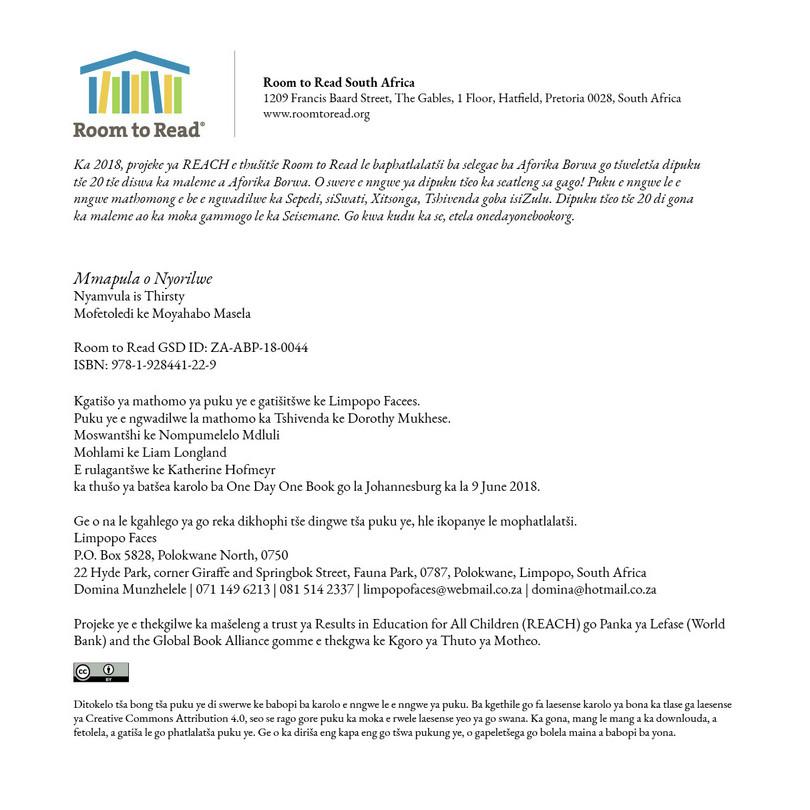 Room to Read®
Room to Read South Africa
1209 Francis Baard Street, The Gables, 1 Floor, Hatfield, Pretoria 0028, South Africa
www.roomtoread.org
Ka 2018, projeke ya REACH e thušitše Room to Read le baphatlalatši ba selegae ba Aforika Borwa go tšweletša dipuku
tše 20 tše diswa ka maleme a Aforika Borwa. O swere e nngwe ya dipuku tšeo ka seatleng sa gago! Puku e nngwe le e
nngwe mathomong e be e ngwadilwe ka Sepedi, siSwati, Xitsonga, Tshivenda goba isiZulu. Dipuku tšeo tše 20 di gona
ka maleme ao ka moka gammogo le ka Seisemane. Go kwa kudu ka se, etela onedayonebookorg.
Mmapula o Nyorilwe
Nyamvula is Thirsty
Mofetoledi ke Moyahabo Masela
Room to Read GSD ID: ZA-ABP-18-0044
ISBN: 978-1-928441-22-9
Kgatišo ya mathomo ya puku ye e gatišitšwe ke Limpopo Facees.
Puku ye e ngwadilwe la mathomo ka Tshivenda ke Dorothy Mukhese.
Moswantšhi ke Nompumelelo Mdluli
Mohlami ke Liam Longland
E rulagantšwe ke Katherine Hofmeyr
ka thušo ya batšea karolo ba One Day One Book go la Johannesburg ka la 9 June 2018.
Ge o na le kgahlego ya go reka dikhophi tše dingwe tša puku ye, hle ikopanye le mophatlalatši.
Limpopo Faces
P.O. Box 5828, Polokwane North, 0750
22 Hyde Park, corner Giraffe and Springbok Street, Fauna Park, 0787, Polokwane, Limpopo, South Africa
Domina Munzhelele | 071 149 6213 | 081 514 2337 | limpopofaces@webmail.co.za | domina@hotmail.co.za
Projeke ye e thekgilwe ka mašeleng a trust ya Results in Education for All Children (REACH) go Panka ya Lefase (World
Bank) and the Global Book Alliance gomme e thekgwa ke Kgoro ya Thuto ya Motheo.
cc BY
Ditokelo tša bong tša puku ye di swerwe ke babopi ba karolo e nngwe le e nngwe ya puku. Ba kgethile go fa laesense karolo ya bona ka tlase ga laesense
ya Creative Commons Attribution 4.0, seo se rago gore puku ka moka e rwele laesense yeo ya go swana. Ka gona, mang le mang a ka downlouda, a
fetolela, a gatiša le go phatlalatša puku ye. Ge o ka diriša eng kapa eng go tšwa pukung ye, o gapeletšega go bolela maina a babopi ba yona.